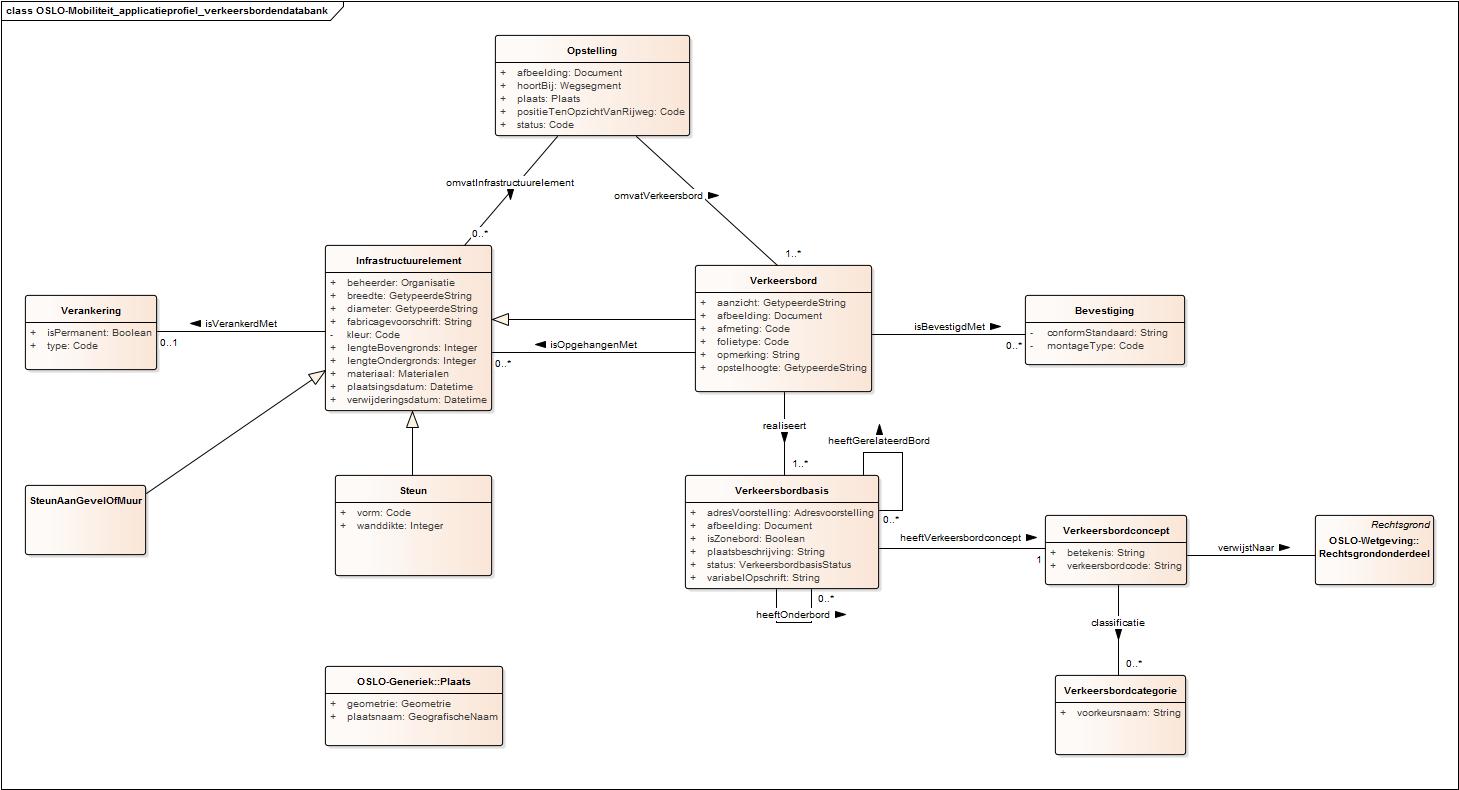 class OSLO-Mobiliteit_applicatieprofiel_verkeersbordendatabank
Opstelling
+ afbeelding: Document
+ hoortBij: Wegsegment
+ plaats: Plaats
+ positieTenOpzichtVanRijweg: Code
+ status: Code
omvatInfrastructuurelement
omvatVerkeersbord
0..*
1..*
Infrastructuurelement
+ beheerder: Organisatie
+ breedte: GetypeerdeString
+ diameter: GetypeerdeString
+ fabricagevoorschrift: String
- kleur: Code
+ lengteBovengronds: Integer
+ lengteOndergronds: Integer
+ materiaal: Materialen
+ plaatsingsdatum: Datetime
+ verwijderingsdatum: Datetime
Verkeersbord
+ aanzicht: GetypeerdeString
+ afbeelding: Document
+ afmeting: Code
+ folietype: Code
+ opmerking: String
+ opstelhoogte: GetypeerdeString
Verankering
+ isPermanent: Boolean
+ type: Code
isVerankerdMet
0..1
isOpgehangenMet
0..*
isBevestigdMet
0..*
Bevestiging
- conformStandaard: String
- montageType: Code
realiseert
1..*
heeftGerelateerdBord
0..*
SteunAanGevelOfMuur
Steun
+ vorm: Code
+ wanddikte: Integer
Verkeersbordbasis
+ adresVoorstelling: Adresvoorstelling
+ afbeelding: Document
+ isZonebord: Boolean
+ plaatsbeschrijving: String
+ status: VerkeersbordbasisStatus
+ variabelOpschrift: String
heeftOnderbord
0..*
heeftVerkeersbordconcept
1
Verkeersbordconcept
+ betekenis: String
+ verkeersbordcode: String
verwijstNaar
Rechtsgrond
OSLO-Wetgeving::
Rechtsgrondonderdeel
classificatie
0..*
Verkeersbordcategorie
+ voorkeursnaam: String
OSLO-Generiek::Plaats
+ geometrie: Geometrie
+ plaatsnaam: GeografischeNaam